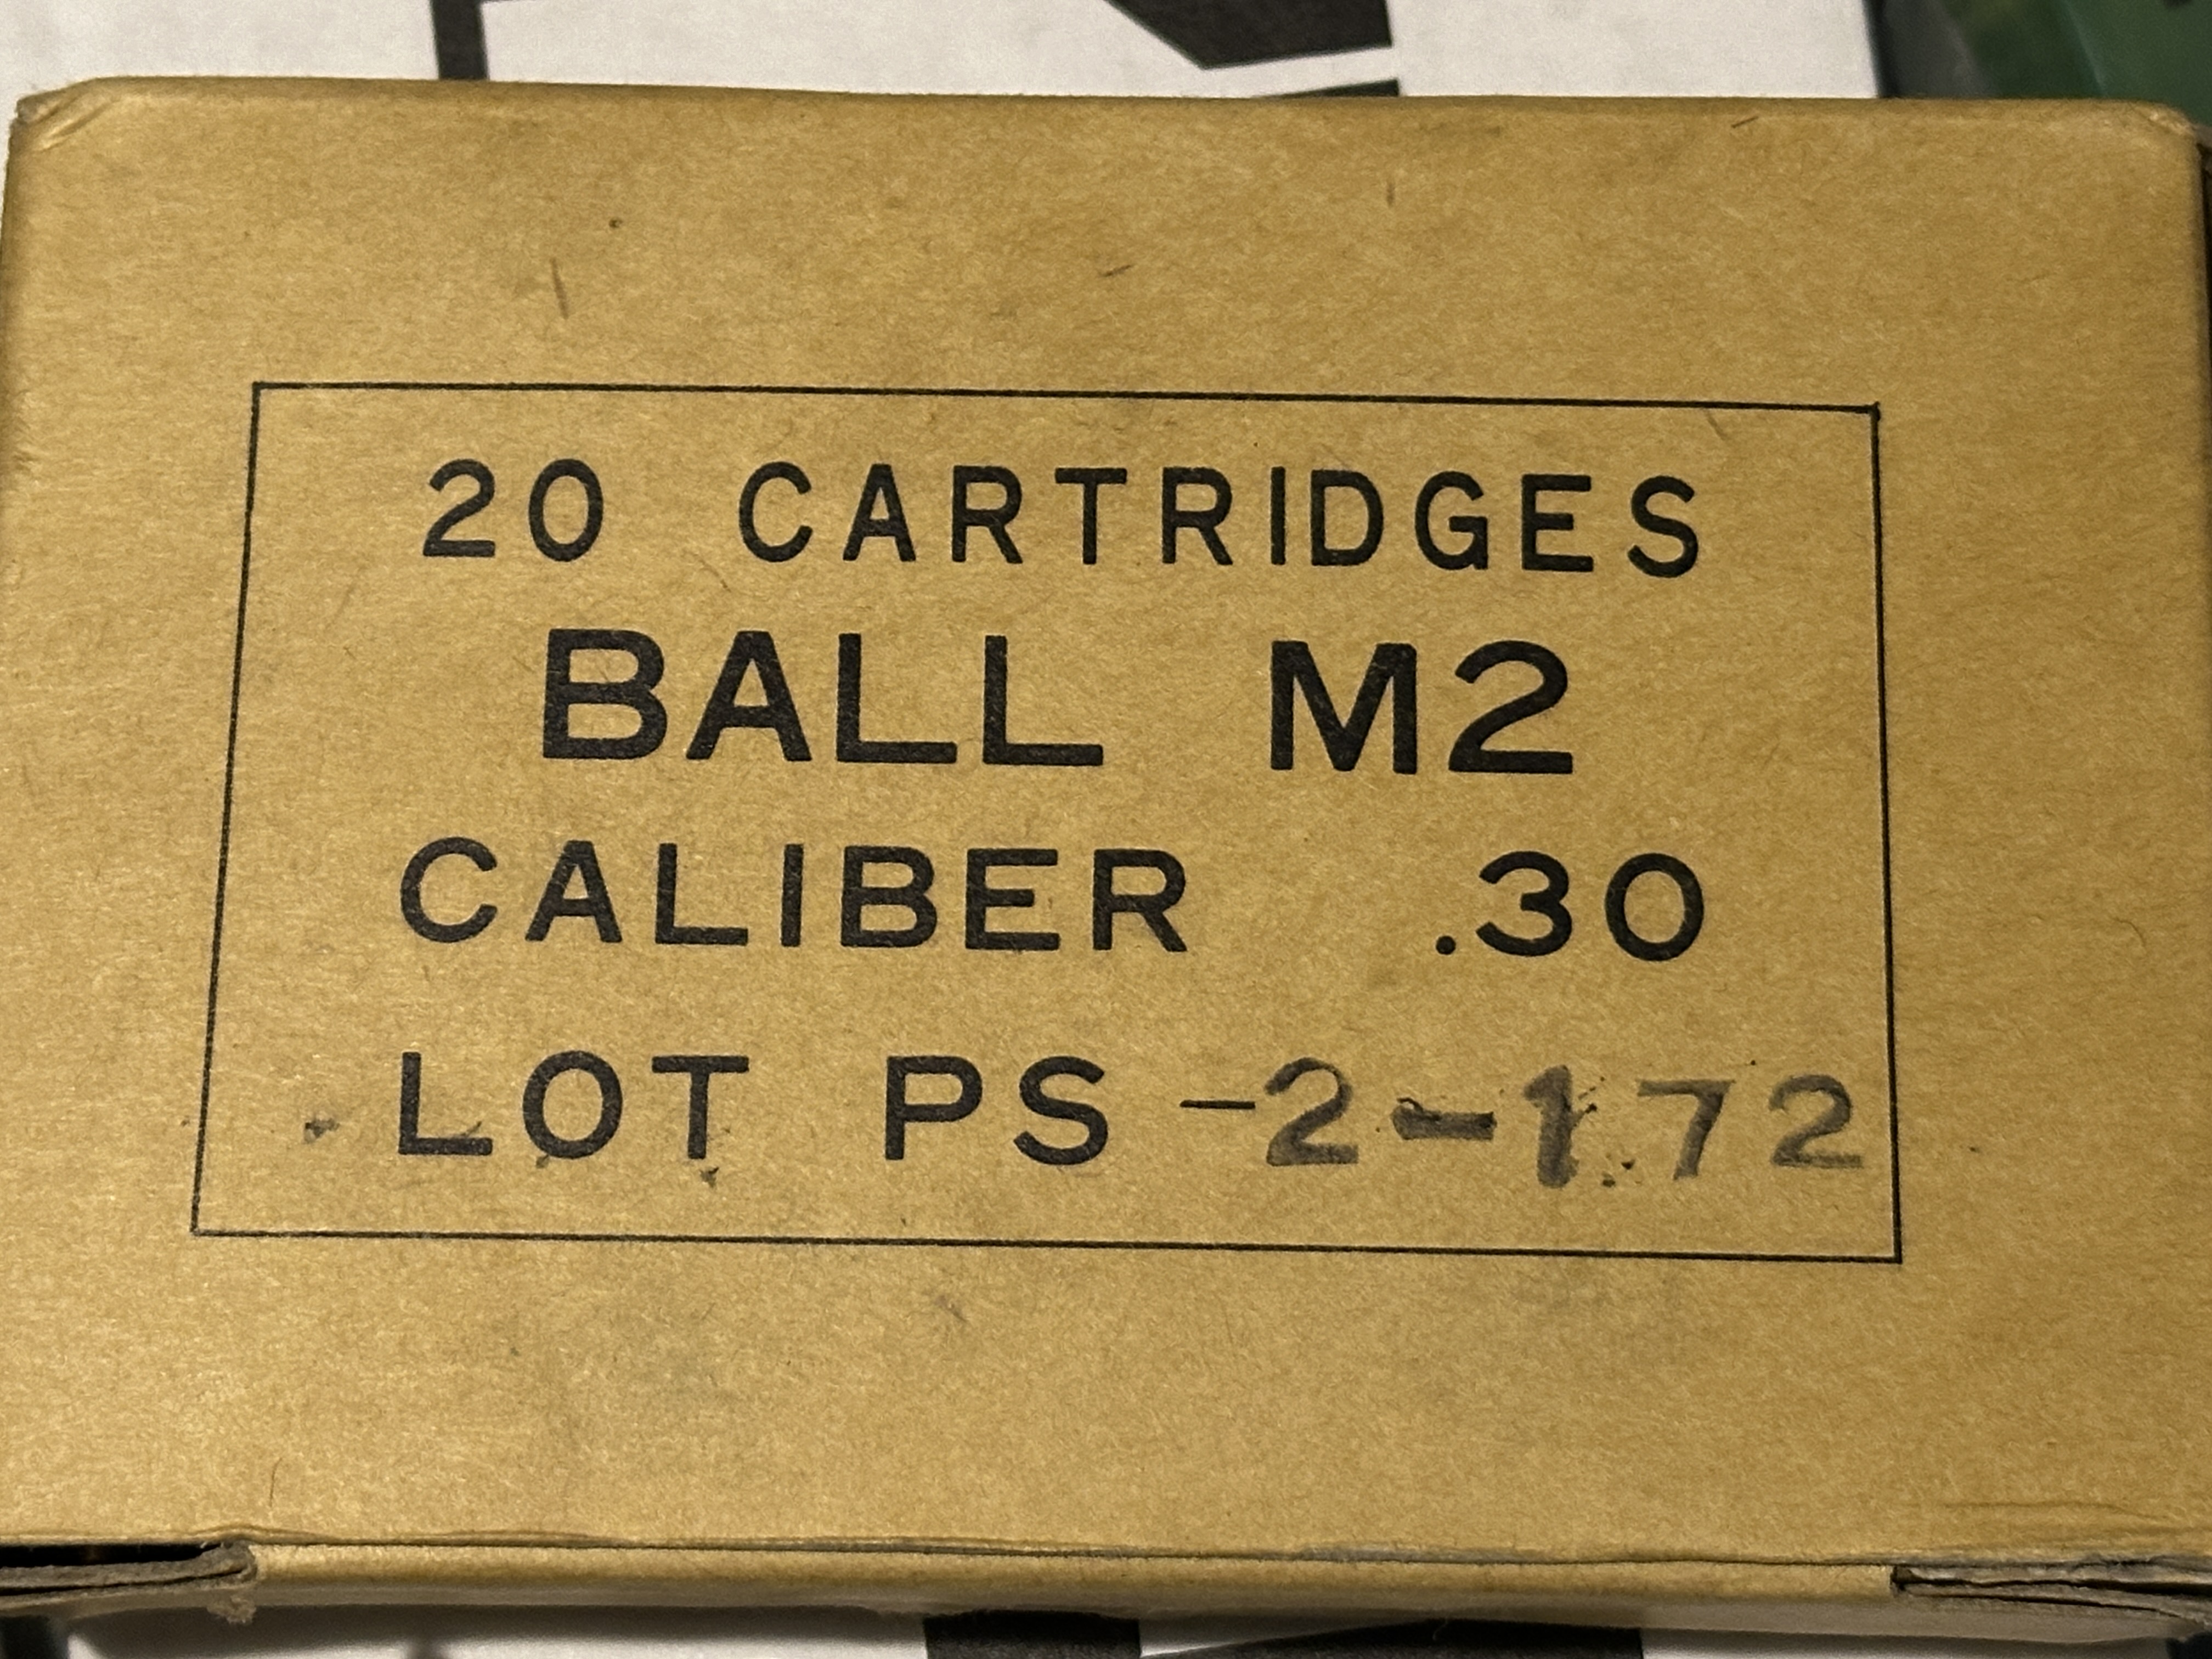 20 CARTRIDGES
BALL M2
CALIBER .30
LOT PS -2-172